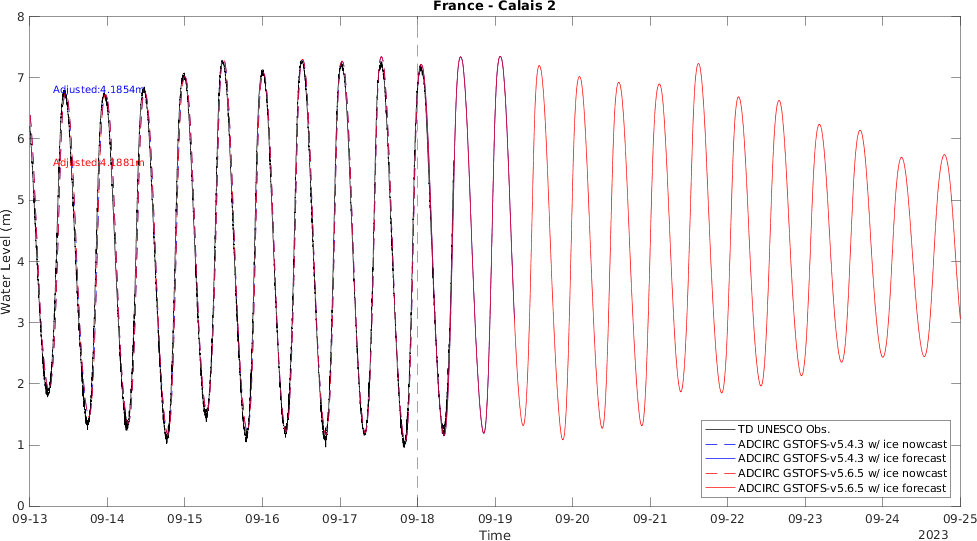 France - Calais 2
8
7
6
5
4
3
2
1
0
Water Level (m)
Adjusted:4.1854m
Adjusted:4.1881m
TD UNESCO Obs.
ADCIRC GSTOFS-v5.4.3 w/ ice nowcast
ADCIRC GSTOFS-v5.4.3 w/ ice forecast
ADCIRC GSTOFS-v5.6.5 w/ ice nowcast
ADCIRC GSTOFS-v5.6.5 w/ ice forecast
09-13 09-14 09-15 09-16 09-17 09-18 09-19 09-20 09-21 09-22 09-23 09-24 09-25
Time
2023